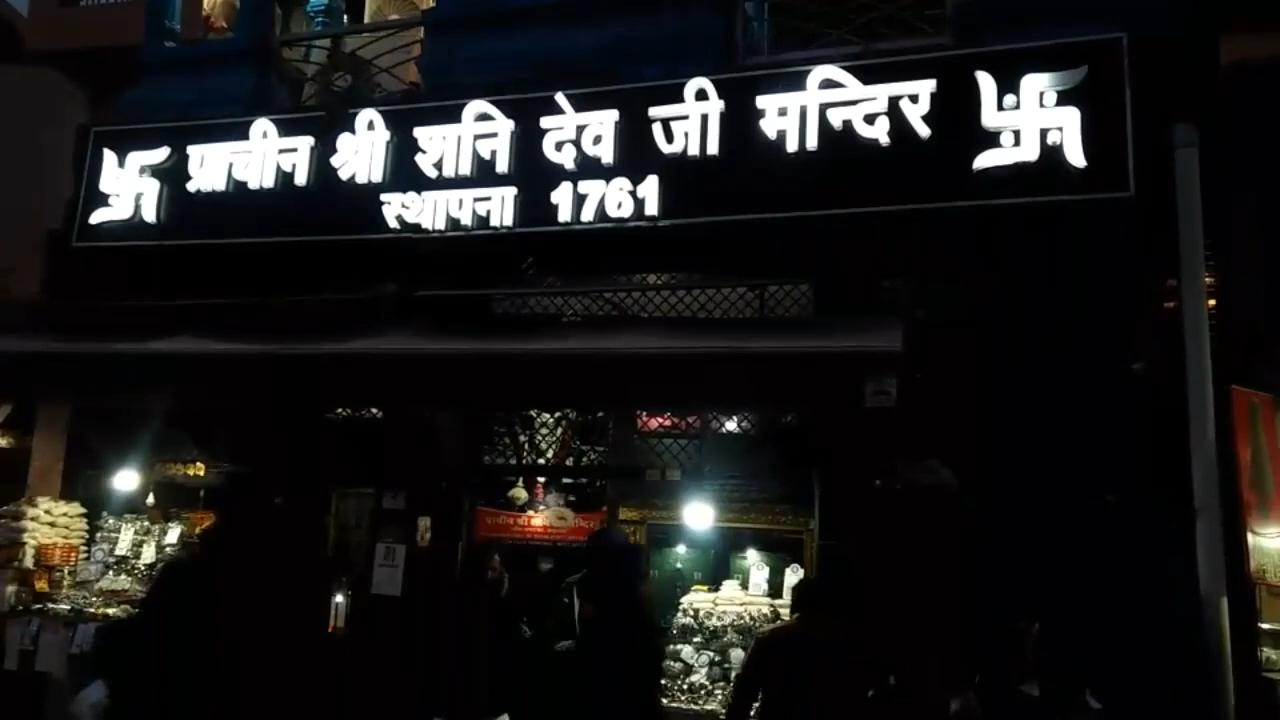 प्राचीन श्री शनि देव जी मन्दिर
स्थापना 1761